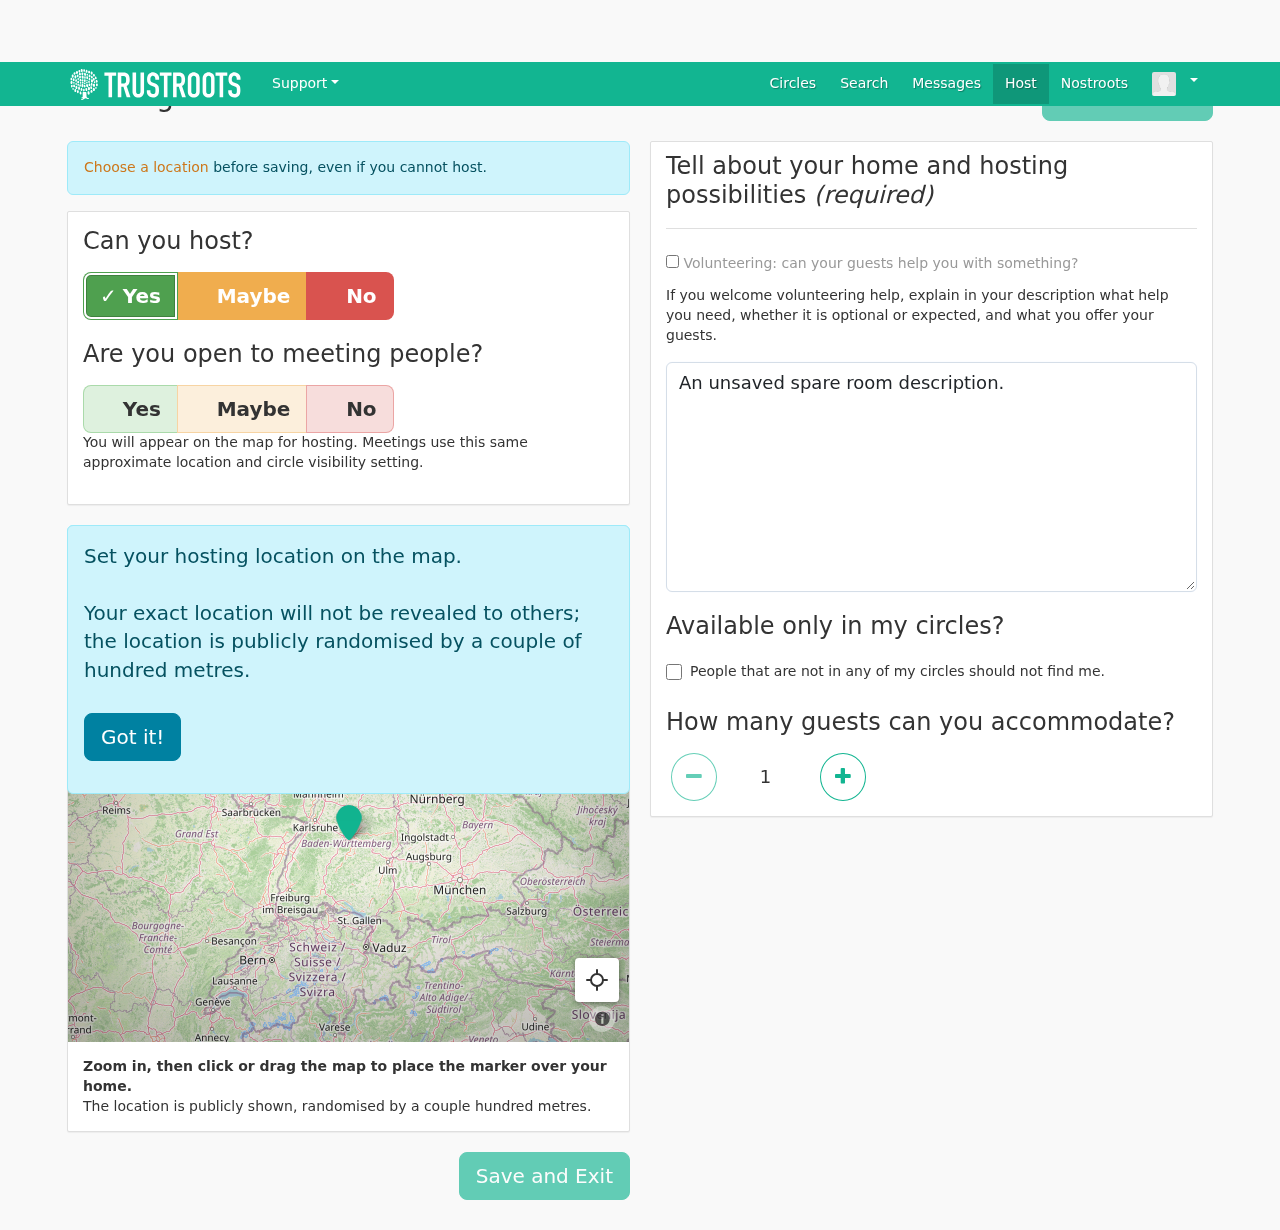 TRUSTROOTS Support Circles Search Messages Host Nostroots
Choose a location before saving, even if you cannot host.
Can you host?
✓ Yes Maybe No
Are you open to meeting people?
Yes Maybe No
You will appear on the map for hosting. Meetings use this same
approximate location and circle visibility setting.
Set your hosting location on the map.
Your exact location will not be revealed to others;
the location is publicly randomised by a couple of
hundred metres.
Got it!
Mannheim
Nürnberg
Reims
Saarbrücken
Jihočeský
kraj
Karlsruhe
Grand Est
Bayern
Ingolstadt
Baden-Württemberg
Augsburg
Ulm
München
Oberösterreich
Freiburg
im Breisgau
Salzburg
St. Gallen
Bourgogne-
Franche-
Comté
Besançon
Schweiz /
Suisse /
Svizzera /
Svizra
Vaduz
Tirol
Bern
Lausanne
Trentino-
Alto Adige/
Südtirol
Genève
Varese
Udine
Annecy
Veneto
Zoom in, then click or drag the map to place the marker over your
home.
The location is publicly shown, randomised by a couple hundred metres.
Save and Exit
Tell about your home and hosting
possibilities (required)
Volunteering: can your guests help you with something?
If you welcome volunteering help, explain in your description what help
you need, whether it is optional or expected, and what you offer your
guests.
An unsaved spare room description.
Available only in my circles?
People that are not in any of my circles should not find me.
How many guests can you accommodate?
1